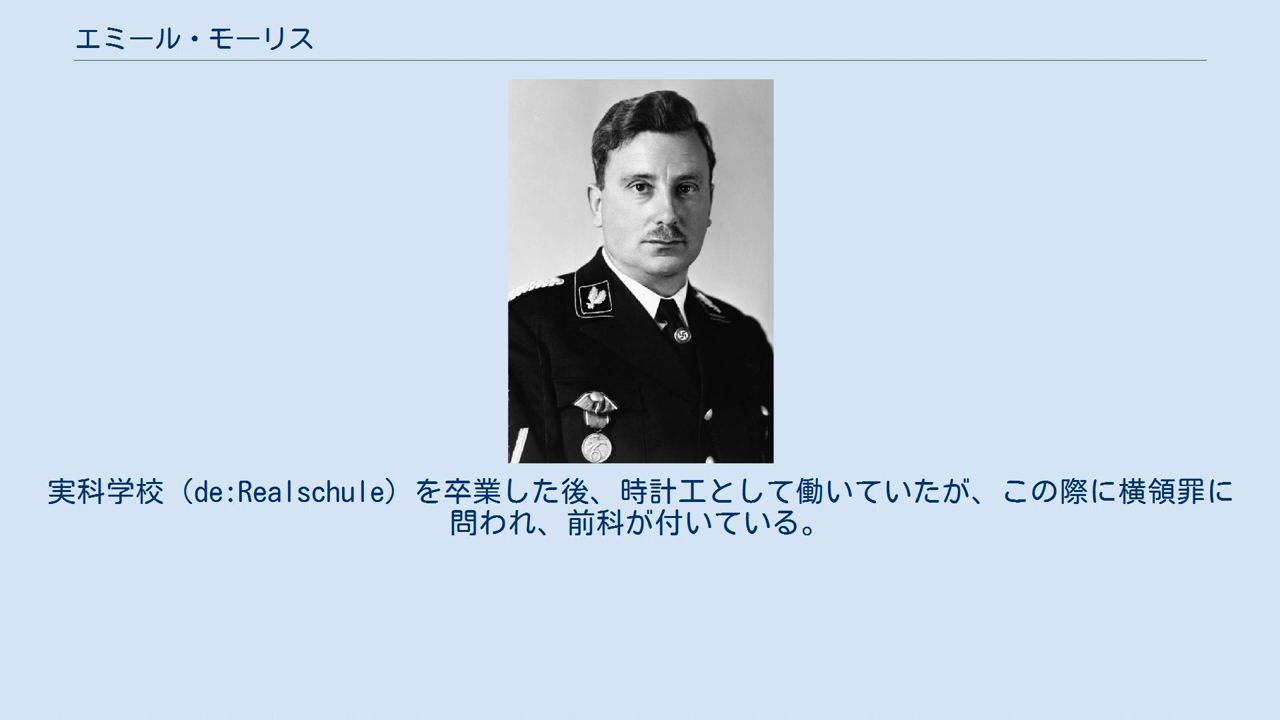 エミール・モーリス
実科学校（de:Realschule）を卒業した後、時計工として働いていたが、この際に横領罪に
問われ、前科が付いている。